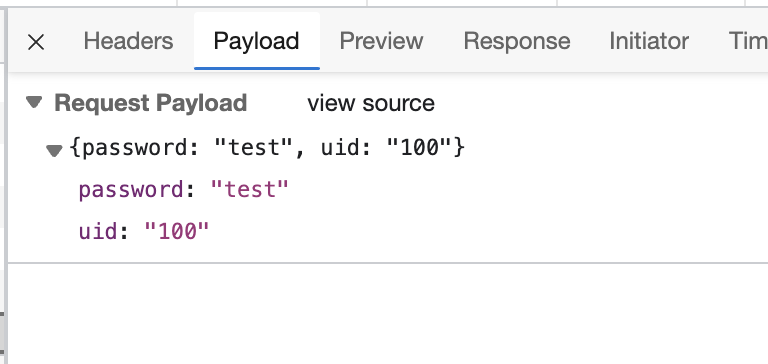 Headers Payload Preview Response Initiator Tim
Request Payload view source
{password: "test", uid: "100"}
password: "test"
uid: "100"